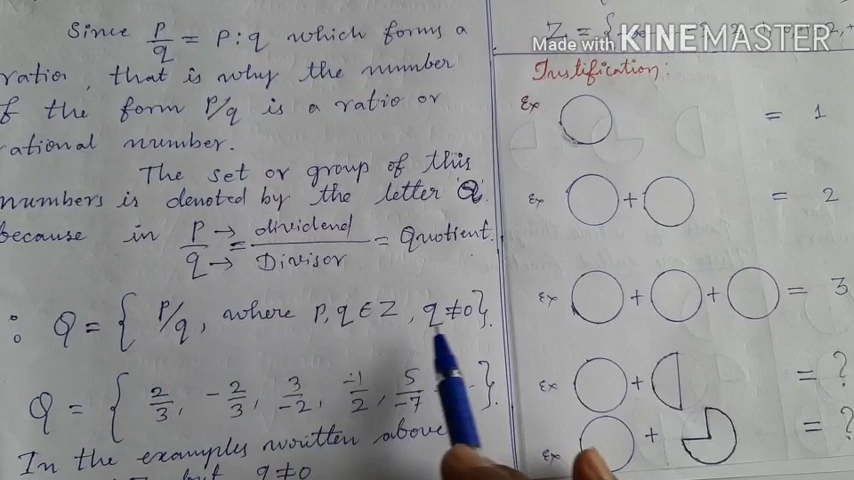 Since P/q = P:q which forms a
ratio, that is why the number
of the form P/q is a ratio or
rational number.
The set or group of this
numbers is denoted by the letter 'Q'.
because in P/q → → = dividend/Divisor = Quotient.
∴ Q = { P/q, where P, q ∈ Z, q ≠ 0}.
Q = { 2/3, -2/3, 3/-2, -1/2, 5/-7 }.
In the examples written above
but q ≠ 0
Z = {
Made with KINEMASTER
Justification:
Ex = 1
Ex + = 2
Ex + + = 3
Ex + = ?
Ex + = ?